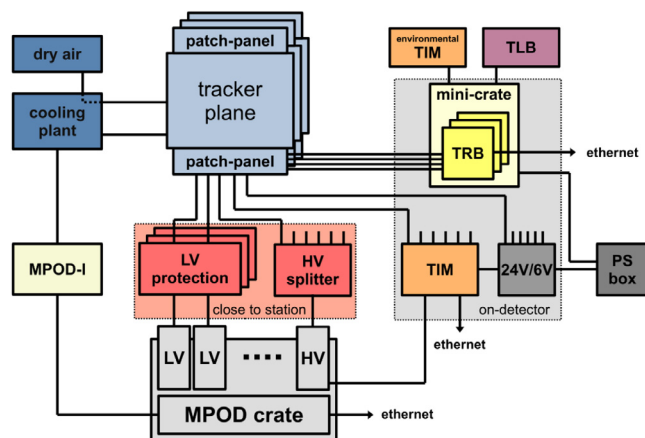 patch-panel
dry air
environmental
TIM
TLB
tracker
plane
mini-crate
cooling
plant
TRB
ethernet
patch-panel
MPOD-I
LV
protection
HV
splitter
TIM
24V/6V
PS
box
close to station
on-detector
ethernet
LV
LV
HV
MPOD crate
ethernet